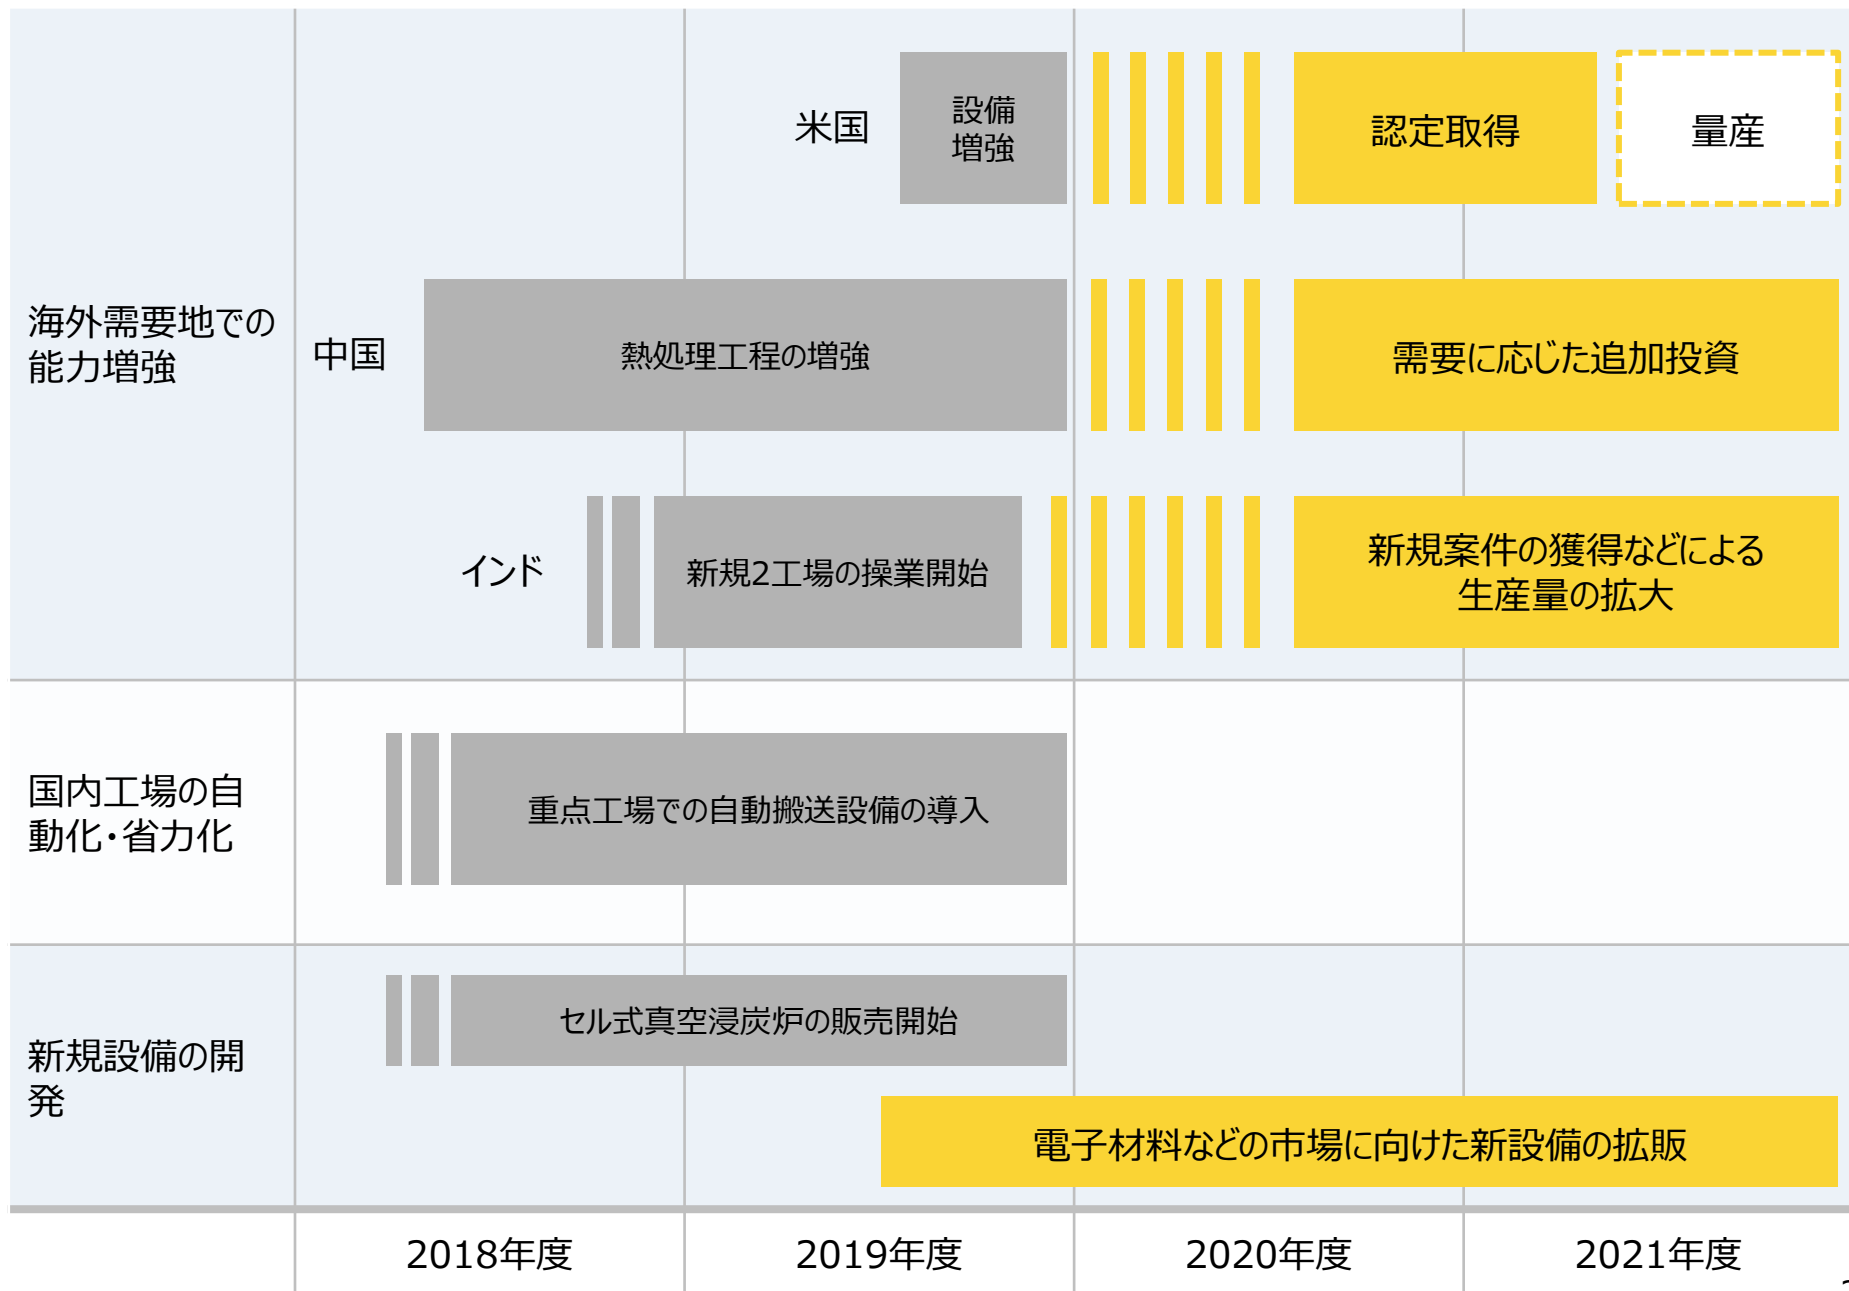 海外需要地での
能力増強
米国
設備
増強
認定取得
量産
中国
熱処理工程の増強
需要に応じた追加投資
インド
新規2工場の操業開始
新規案件の獲得などによる
生産量の拡大
国内工場の自
動化・省力化
重点工場での自動搬送設備の導入
新規設備の開
発
セル式真空浸炭炉の販売開始
電子材料などの市場に向けた新設備の拡販
2018年度
2019年度
2020年度
2021年度